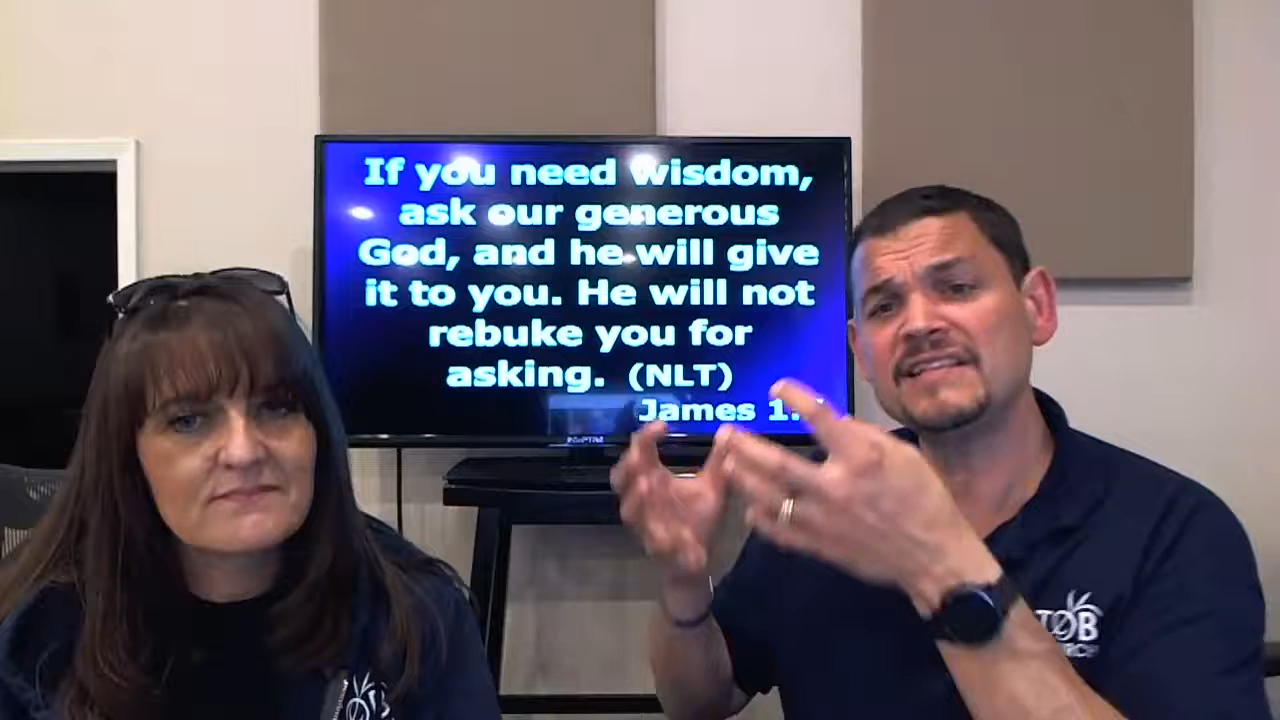 If you need wisdom,
ask our generous
God, and he will give
it to you. He will not
rebuke you for
asking. (NLT)
James 1:
TOB